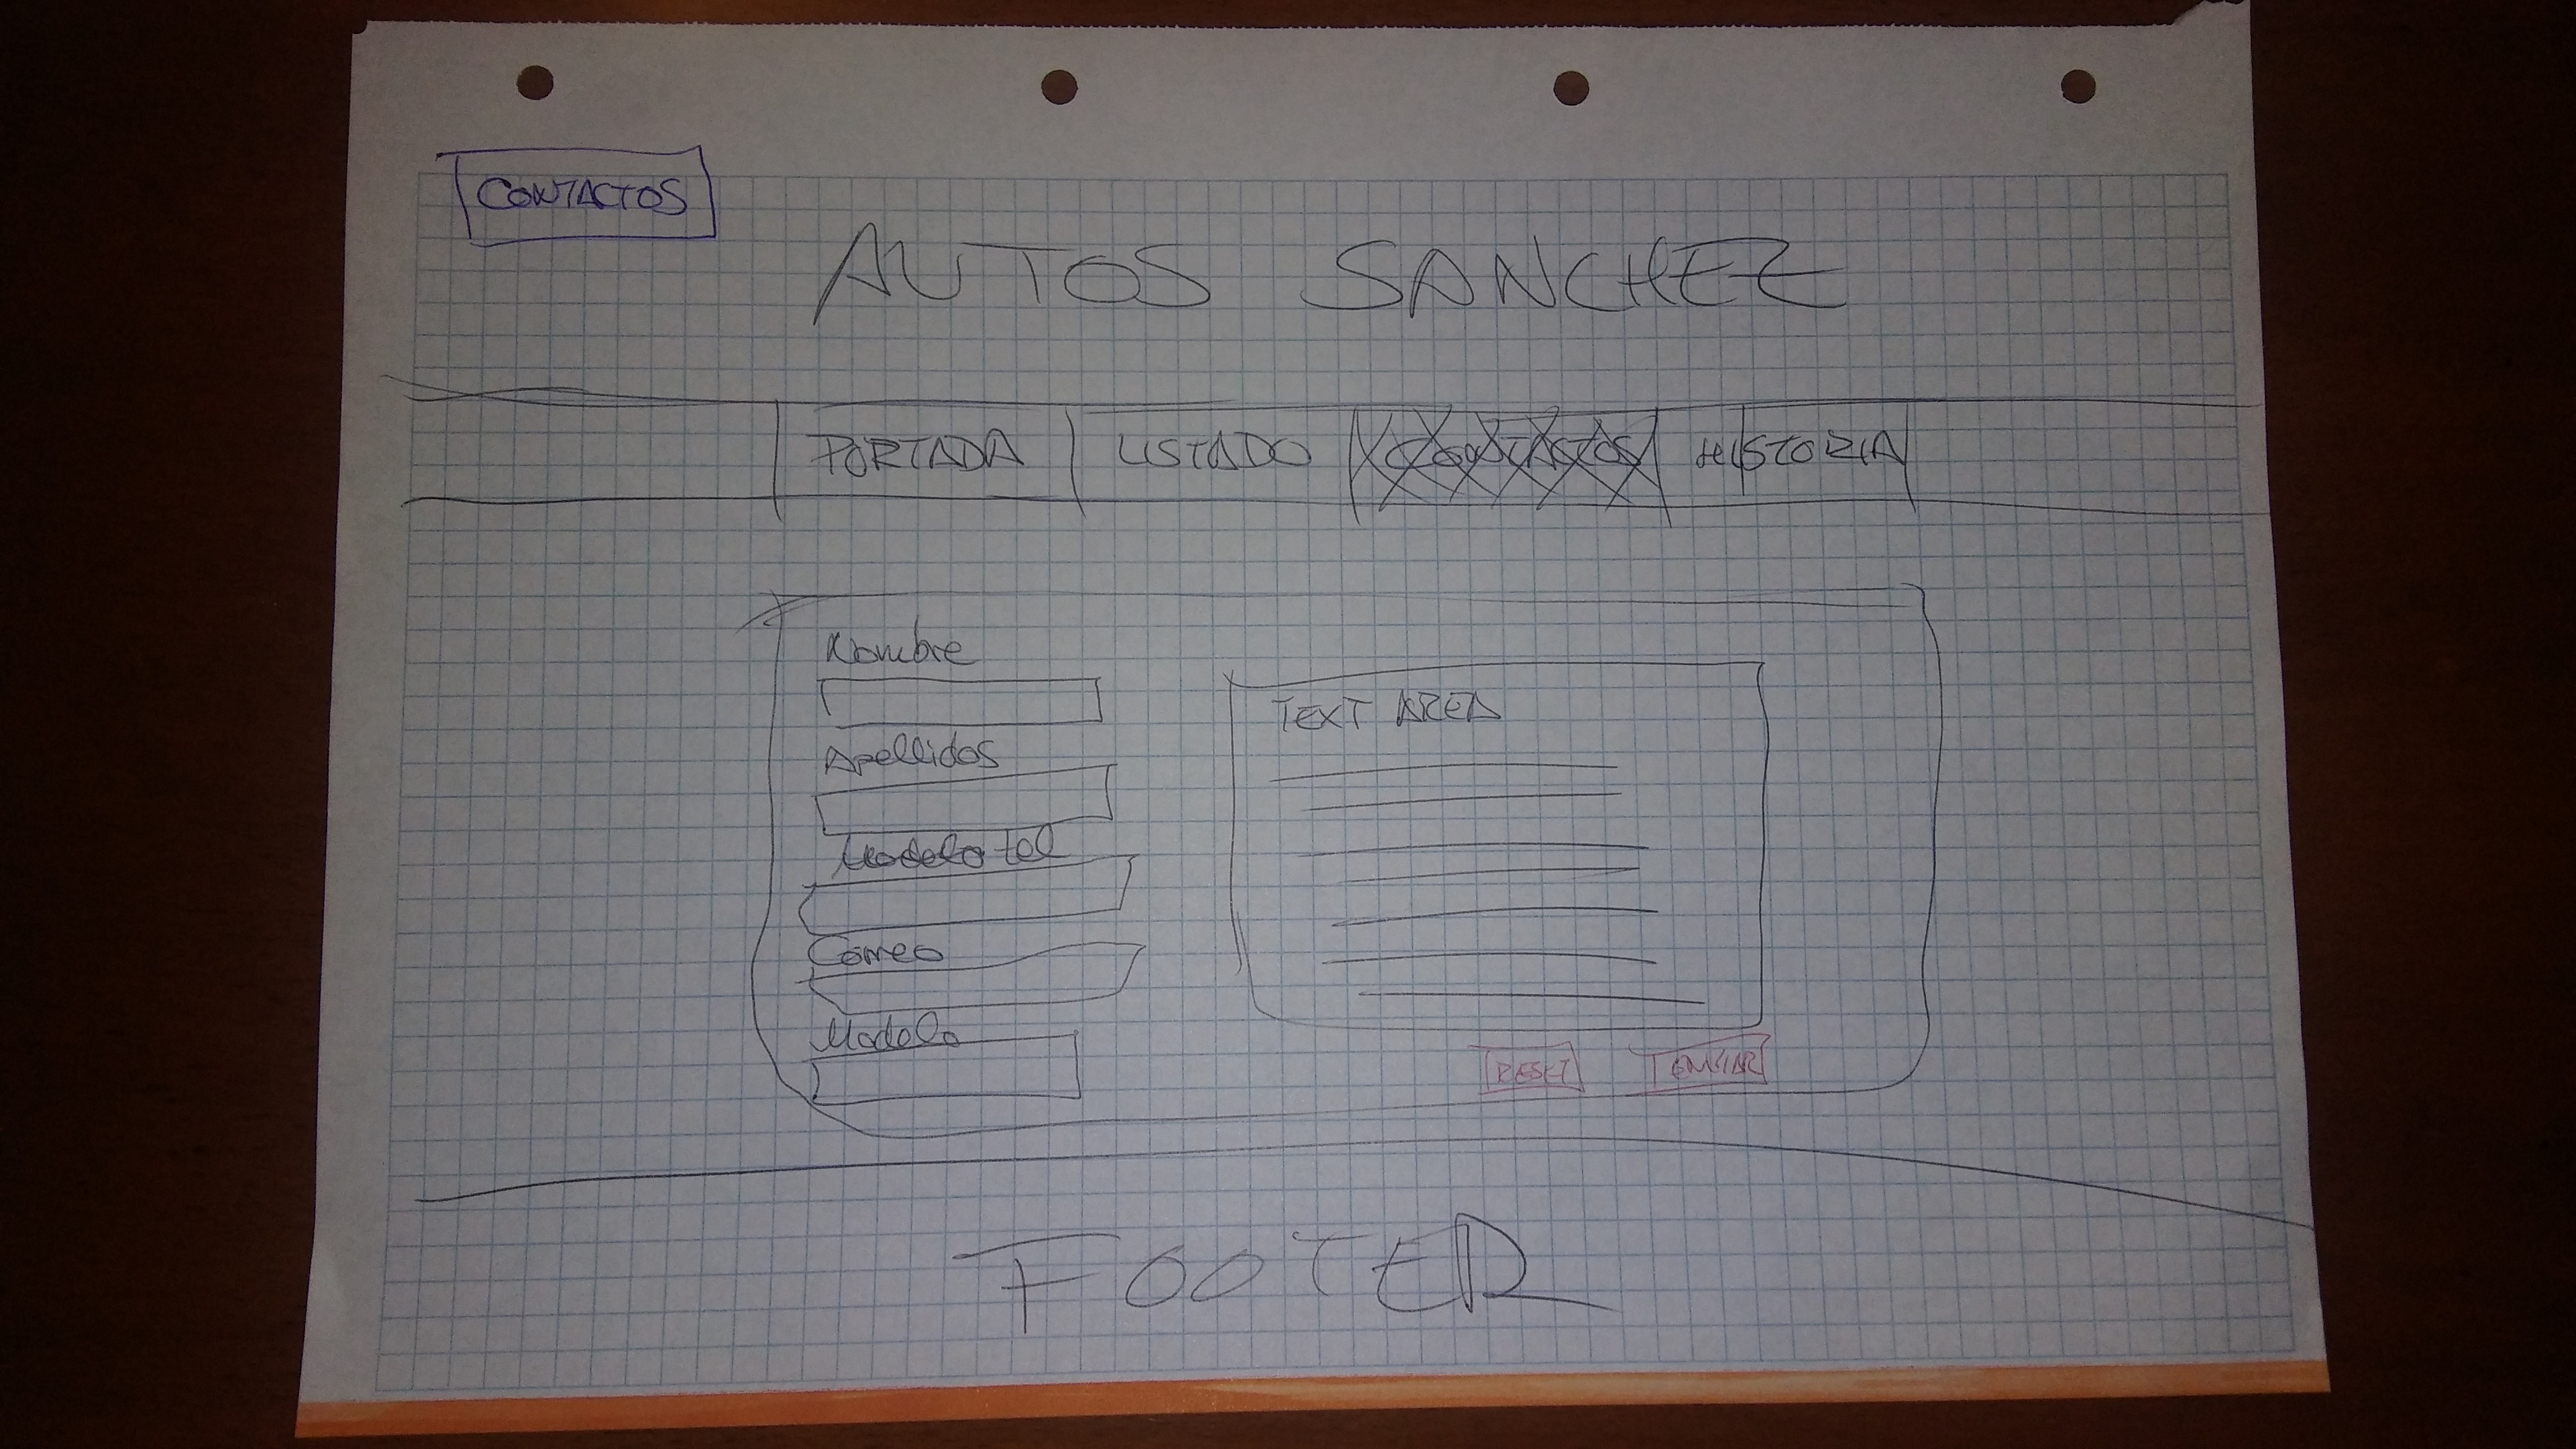 CONTACTOS
AUTOS SANCHEZ
PORTADA LISTADO CONTACTOS HISTORIA
Nombre
TEXT AREA
Apellidos
Modelo tel
Correo
Modelo
RESET ENVIAR
FOOTER